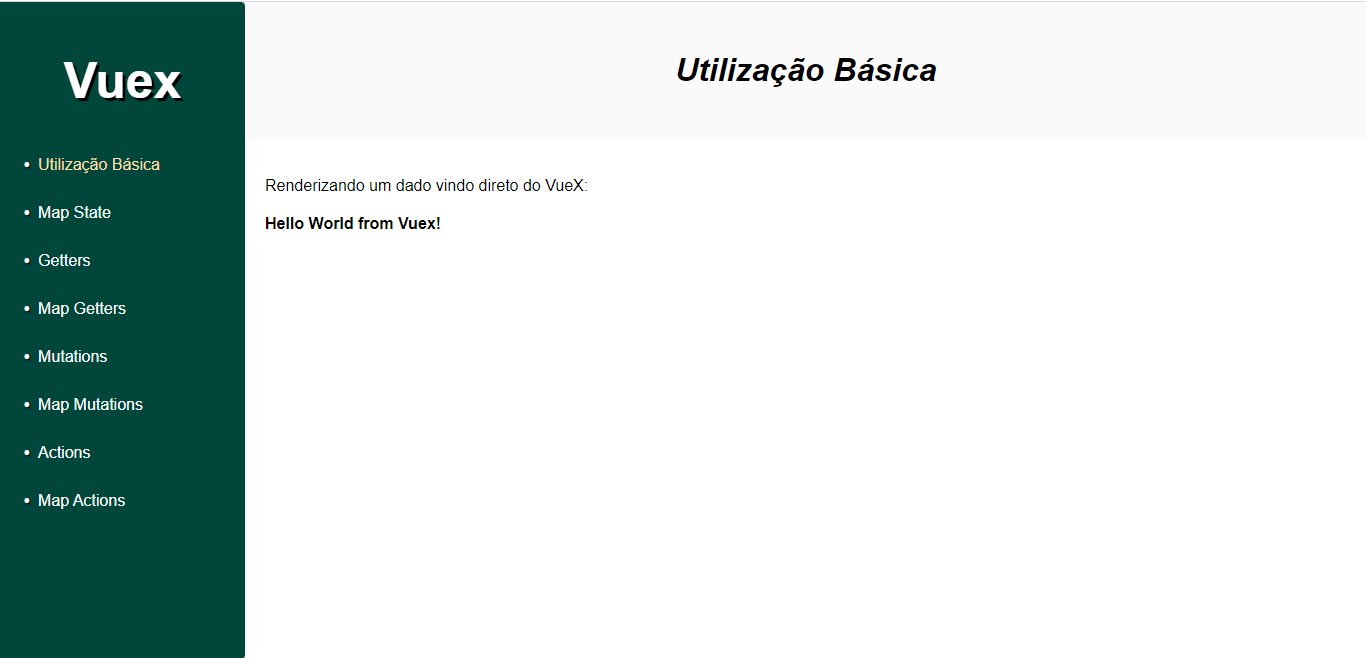 Vuex
• Utilização Básica
• Map State
• Getters
• Map Getters
• Mutations
• Map Mutations
• Actions
• Map Actions
Utilização Básica
Renderizando um dado vindo direto do VueX:
Hello World from Vuex!